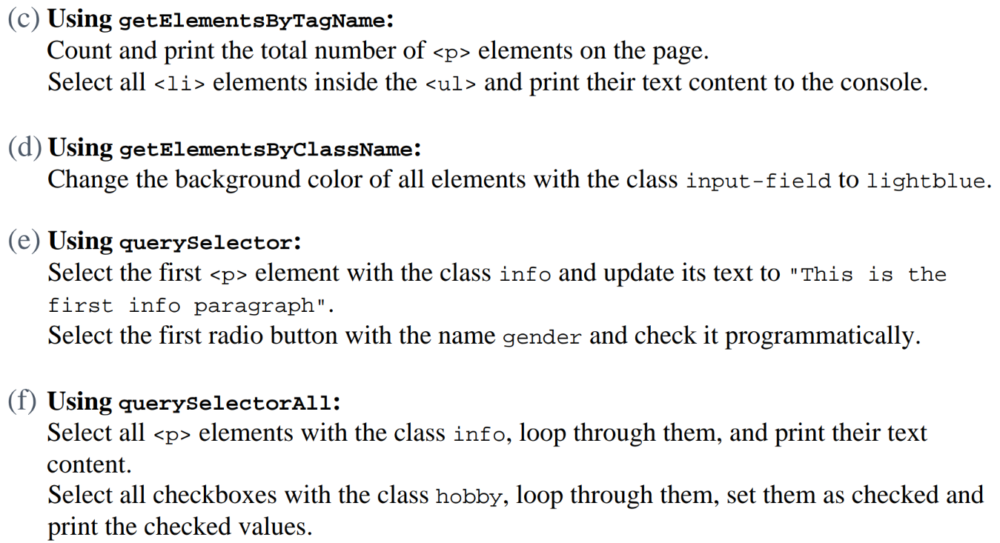 (c) Using getElementsByTagName:
Count and print the total number of <p> elements on the page.
Select all <li> elements inside the <ul> and print their text content to the console.
(d) Using getElementsByClassName:
Change the background color of all elements with the class input-field to lightblue.
(e) Using querySelector:
Select the first <p> element with the class info and update its text to "This is the
first info paragraph".
Select the first radio button with the name gender and check it programmatically.
(f) Using querySelectorAll:
Select all <p> elements with the class info, loop through them, and print their text
content.
Select all checkboxes with the class hobby, loop through them, set them as checked and
print the checked values.